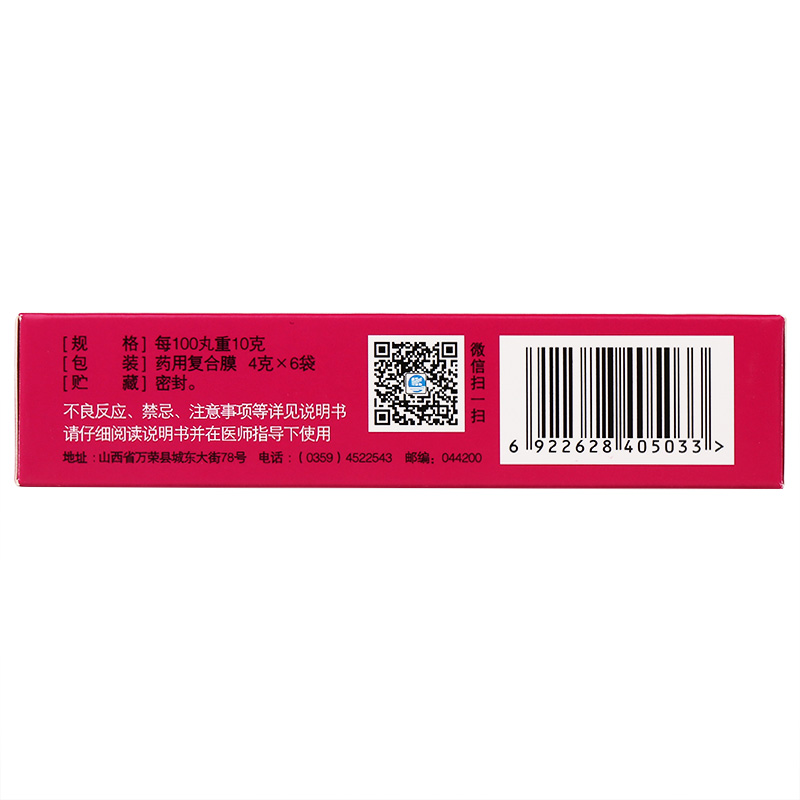 [规 格] 每100丸重10克
[包 装] 药用复合膜 4克×6袋
[贮 藏] 密封。
不良反应、禁忌、注意事项等详见说明书
请仔细阅读说明书并在医师指导下使用
地址:山西省万荣县城东大街78号 电话:(0359)4522543 邮编:044200
微信扫一扫
6 922628 405033 >